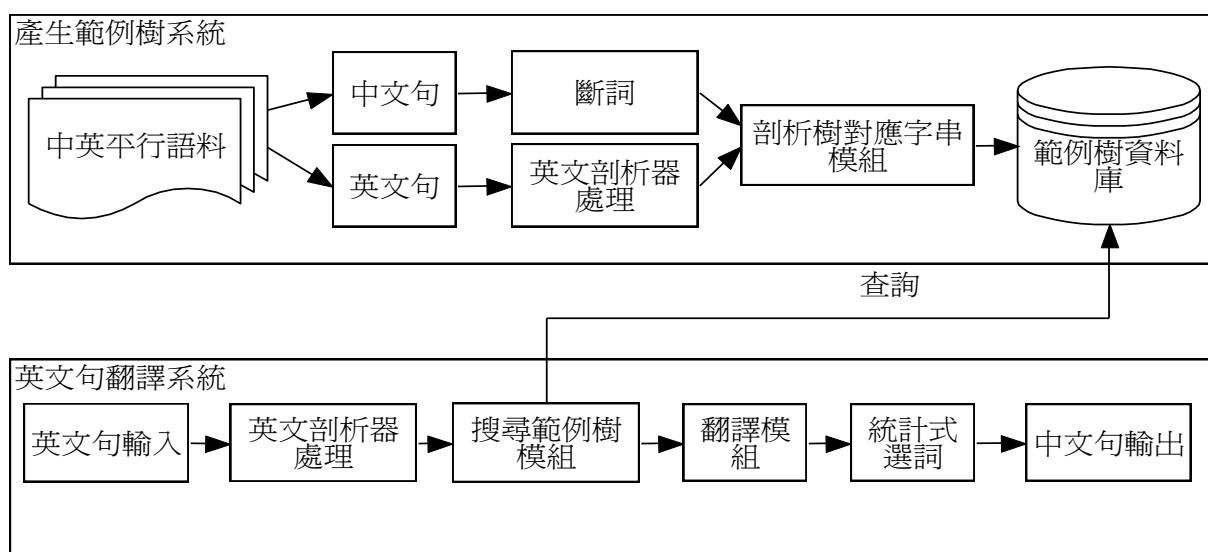 產生範例樹系統
中英平行語料
中文句
斷詞
英文句
英文剖析器
處理
剖析樹對應字串
模組
範例樹資料
庫
查詢
英文句翻譯系統
英文句輸入
英文剖析器
處理
搜尋範例樹
模組
翻譯模
組
統計式
選詞
中文句輸出